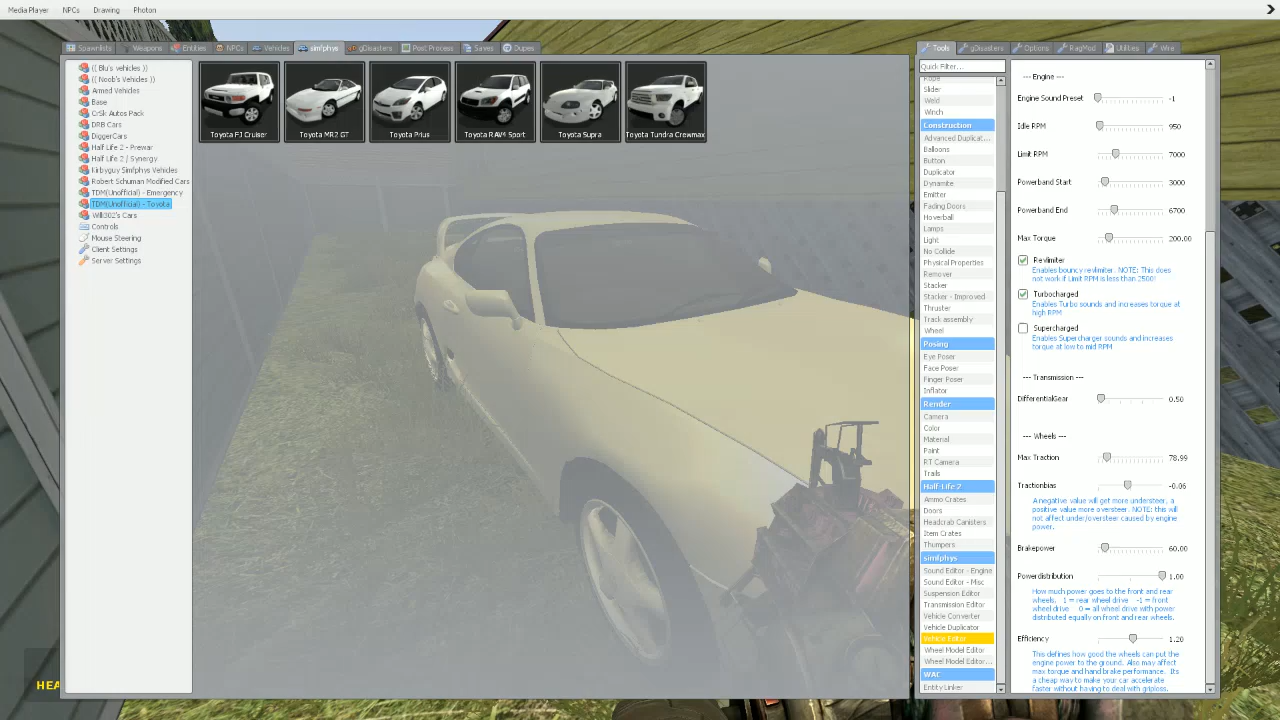 Media Player NPCs Drawing Photon
Spawnlists Weapons Entities NPCs Vehicles simfphys gDisasters Post Process Saves Dupes
(( Blu's vehicles ))
(( Noob's Vehicles ))
Armed Vehicles
Base
CrSk Autos Pack
DRB Cars
DiggerCars
Half Life 2 - Prewar
Half Life 2 / Synergy
Kirbyguy Simfphys Vehicles
Robert Schuman Modified Cars
TDM(Unofficial) - Emergency
TDM(Unofficial) - Toyota
Will0302's Cars
Controls
Mouse Steering
Client Settings
Server Settings
Toyota FJ Cruiser Toyota MR2 GT Toyota Prius Toyota RAV4 Sport Toyota Supra Toyota Tundra Crewmax
HEA
Tools gDisasters Options RagMod Utilities Wire
Quick Filter...
Rope
Slider
Weld
Winch
Construction
Advanced Duplicat...
Balloons
Button
Duplicator
Dynamite
Emitter
Fading Doors
Hoverball
Lamps
Light
No Collide
Physical Properties
Remover
Stacker
Stacker - Improved
Thruster
Track assembly
Wheel
Posing
Eye Poser
Face Poser
Finger Poser
Inflator
Render
Camera
Color
Material
Paint
RT Camera
Trails
Half-Life 2
Ammo Crates
Doors
Headcrab Canisters
Item Crates
Thumpers
simfphys
Sound Editor - Engine
Sound Editor - Misc
Suspension Editor
Transmission Editor
Vehicle Converter
Vehicle Duplicator
Vehicle Editor
Wheel Model Editor
Wheel Model Editor...
WAC
Entity Linker
--- Engine ---
Engine Sound Preset -1
Idle RPM 950
Limit RPM 7000
Powerband Start 3000
Powerband End 6700
Max Torque 200.00
Revlimiter
Enables bouncy revlimiter. NOTE: This does
not work if Limit RPM is less than 2500!
Turbocharged
Enables Turbo sounds and increases torque at
high RPM
Supercharged
Enables Supercharger sounds and increases
torque at low to mid RPM
--- Transmission ---
DifferentialGear 0.50
--- Wheels ---
Max Traction 78.99
Tractionbias -0.06
A negative value will get more understeer, a
positive value more oversteer. NOTE: this will
not affect under/oversteer caused by engine
power.
Brakepower 60.00
Powerdistribution 1.00
How much power goes to the front and rear
wheels. 1 = rear wheel drive -1 = front
wheel drive 0 = all wheel drive with power
distributed equally on front and rear wheels.
Efficiency 1.20
This defines how good the wheels can put the
engine power to the ground. Also may affect
max torque and hand brake performance. It's
a cheap way to make your car accelerate
faster without having to deal with griploss.